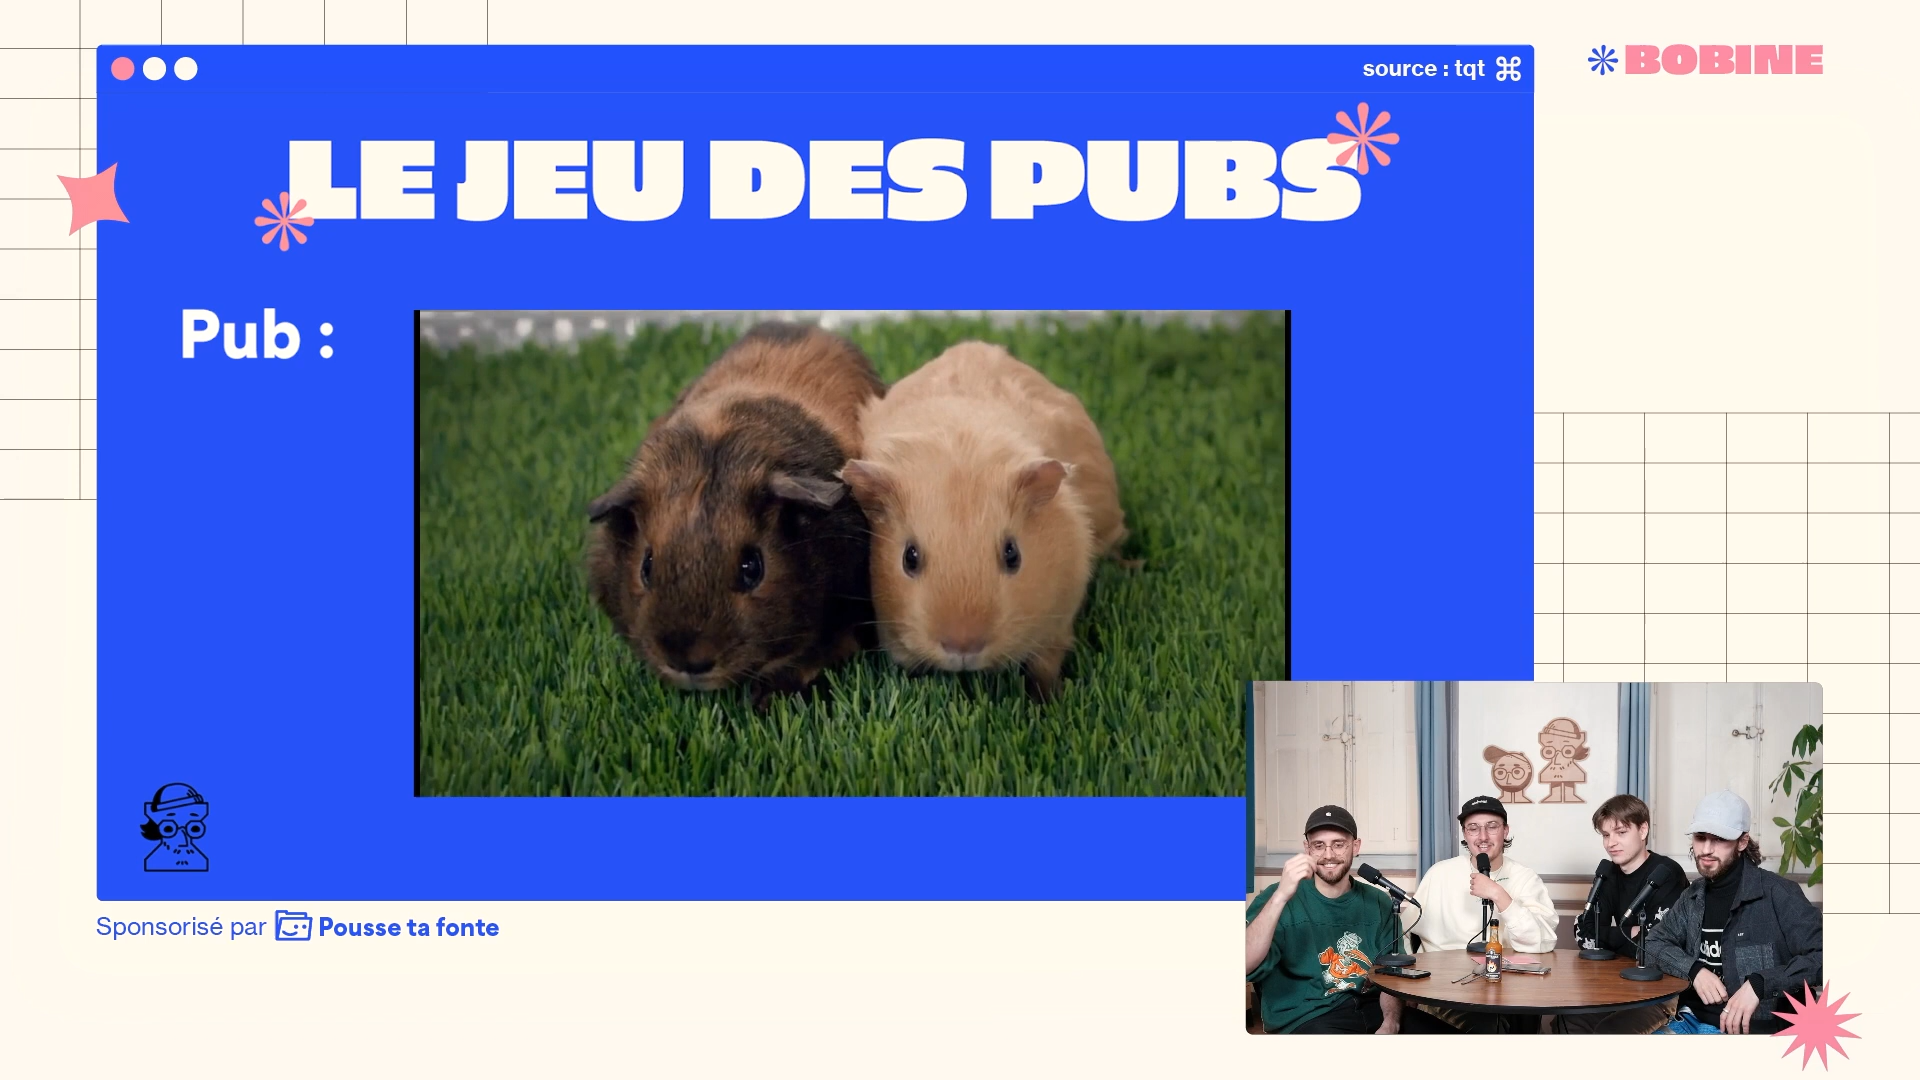 source : tqt
BOBINE
LE JEU DES PUBS
Pub :
Sponsorisé par Pousse ta fonte